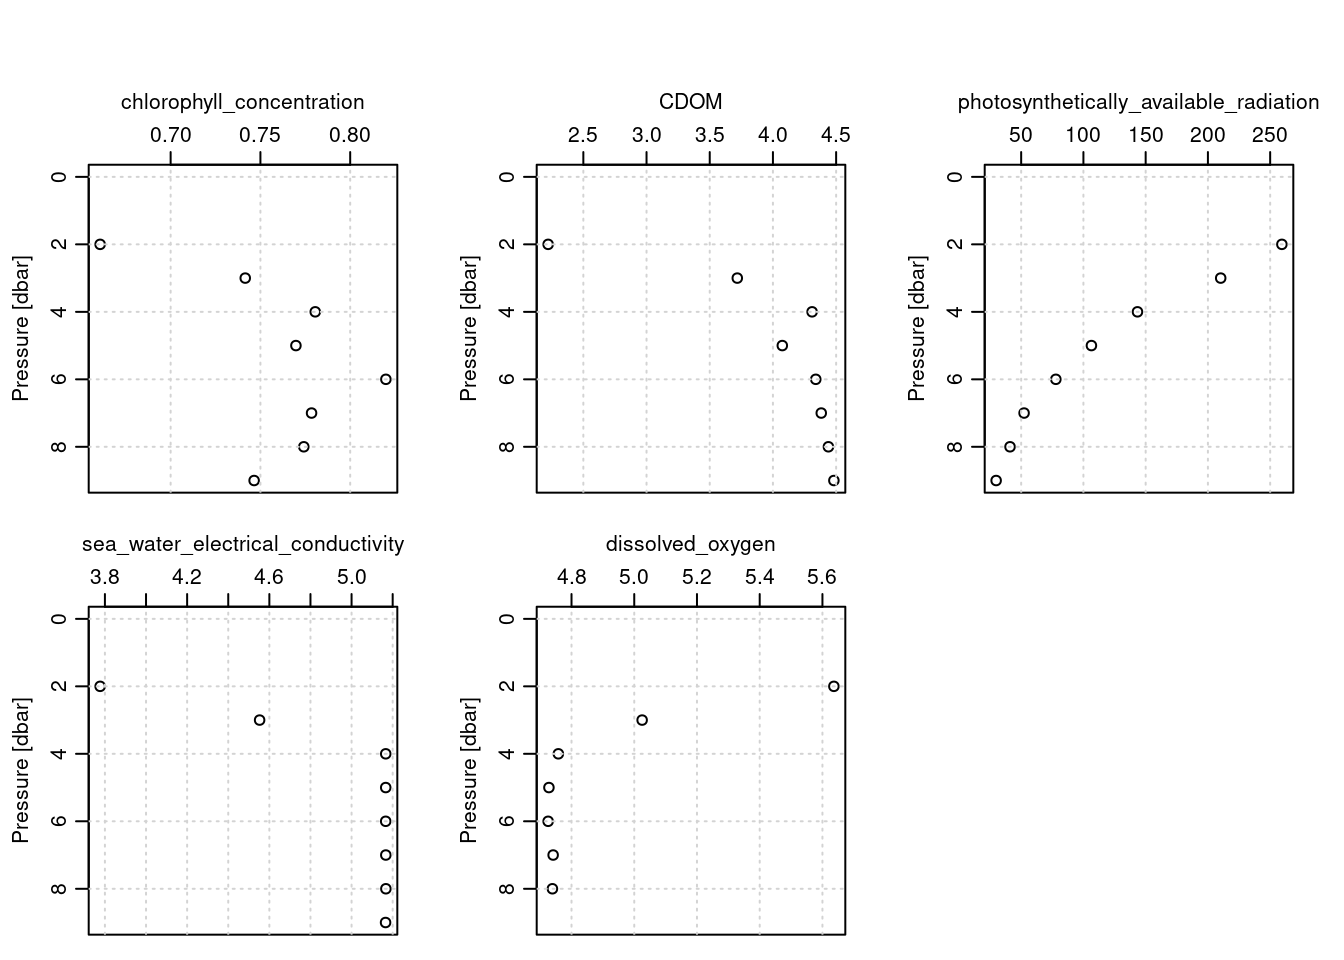 chlorophyll_concentration
0.70 0.75 0.80
0 2 4 6 8
Pressure [dbar]
CDOM
2.5 3.0 3.5 4.0 4.5
0 2 4 6 8
Pressure [dbar]
photosynthetically_available_radiation
50 100 150 200 250
0 2 4 6 8
Pressure [dbar]
sea_water_electrical_conductivity
3.8 4.2 4.6 5.0
0 2 4 6 8
Pressure [dbar]
dissolved_oxygen
4.8 5.0 5.2 5.4 5.6
0 2 4 6 8
Pressure [dbar]